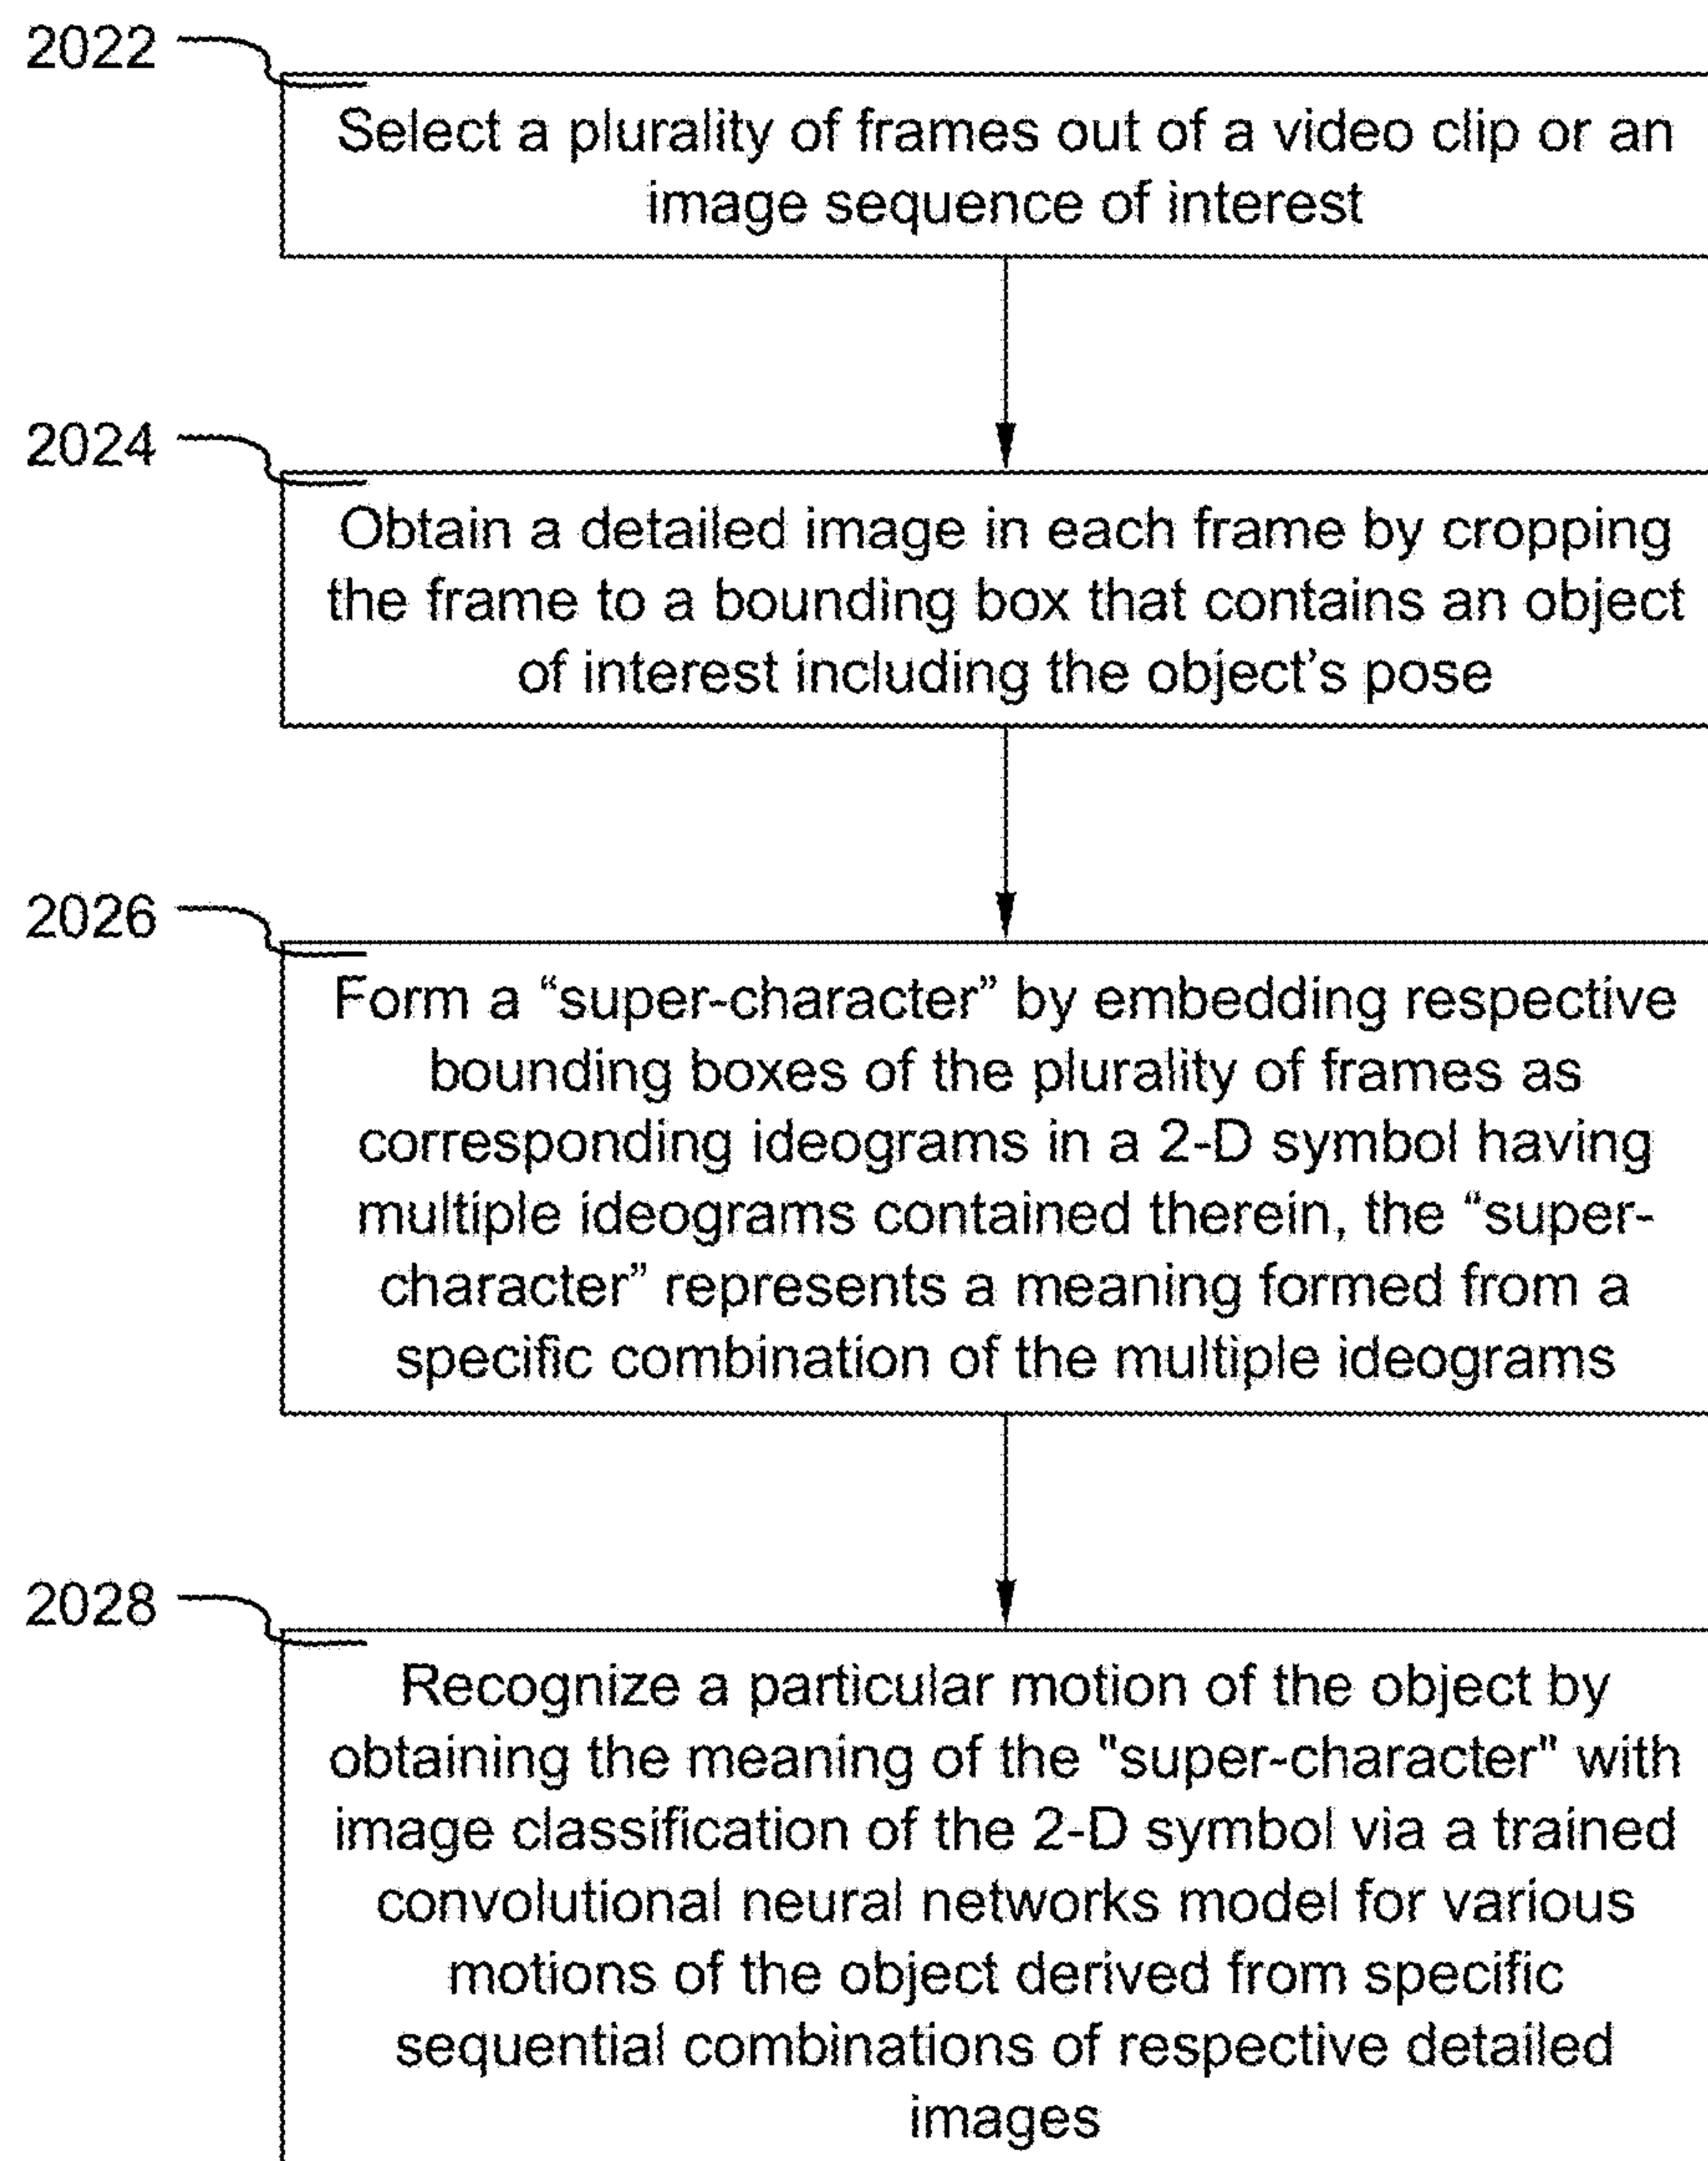 2022
Select a plurality of frames out of a video clip or an
image sequence of interest
2024
Obtain a detailed image in each frame by cropping
the frame to a bounding box that contains an object
of interest including the object’s pose
2026
Form a “super-character” by embedding respective
bounding boxes of the plurality of frames as
corresponding ideograms in a 2-D symbol having
multiple ideograms contained therein, the “super-
character” represents a meaning formed from a
specific combination of the multiple ideograms
2028
Recognize a particular motion of the object by
obtaining the meaning of the "super-character" with
image classification of the 2-D symbol via a trained
convolutional neural networks model for various
motions of the object derived from specific
sequential combinations of respective detailed
images